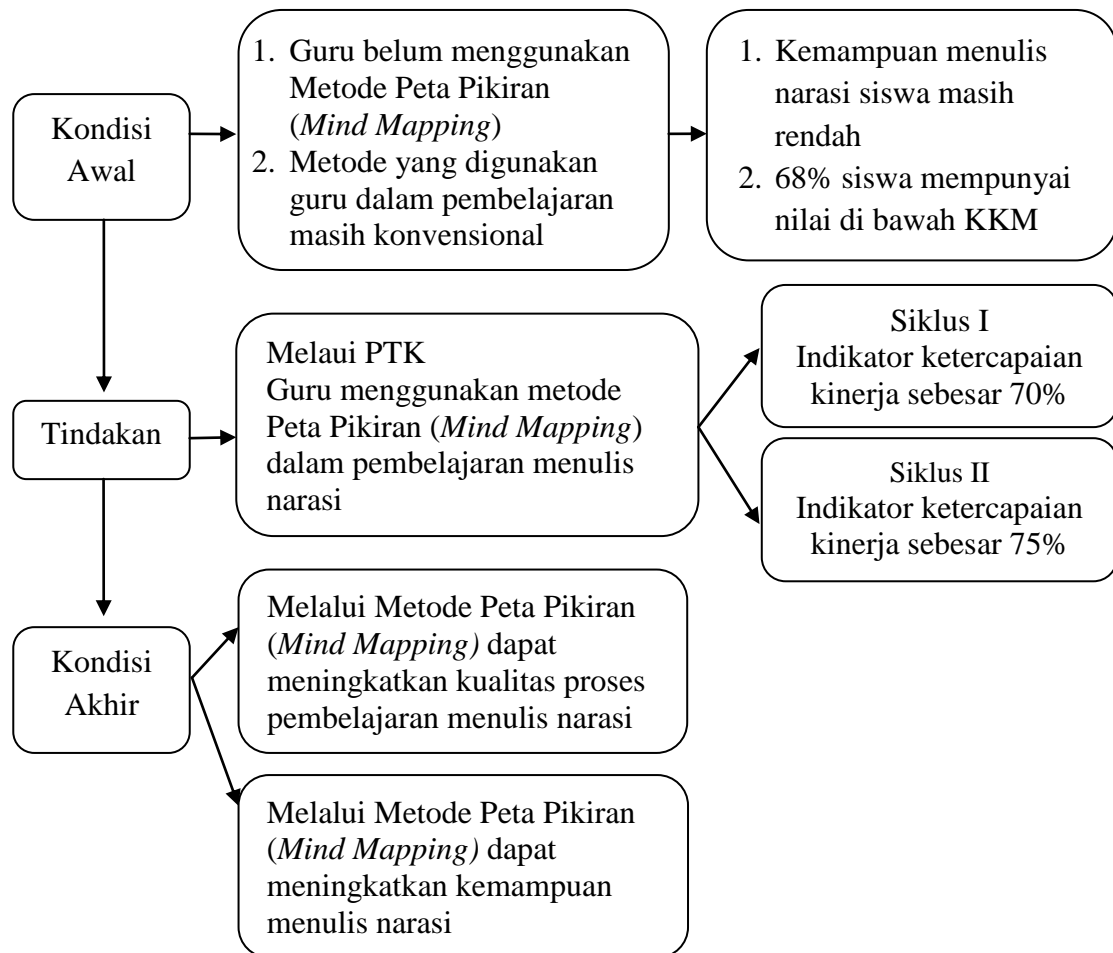 Kondisi
Awal
1. Guru belum menggunakan
Metode Peta Pikiran
(Mind Mapping)
2. Metode yang digunakan
guru dalam pembelajaran
masih konvensional
1. Kemampuan menulis
narasi siswa masih
rendah
2. 68% siswa mempunyai
nilai di bawah KKM
Tindakan
Melaui PTK
Guru menggunakan metode
Peta Pikiran (Mind Mapping)
dalam pembelajaran menulis
narasi
Siklus I
Indikator ketercapaian
kinerja sebesar 70%
Siklus II
Indikator ketercapaian
kinerja sebesar 75%
Kondisi
Akhir
Melalui Metode Peta Pikiran
(Mind Mapping) dapat
meningkatkan kualitas proses
pembelajaran menulis narasi
Melalui Metode Peta Pikiran
(Mind Mapping) dapat
meningkatkan kemampuan
menulis narasi